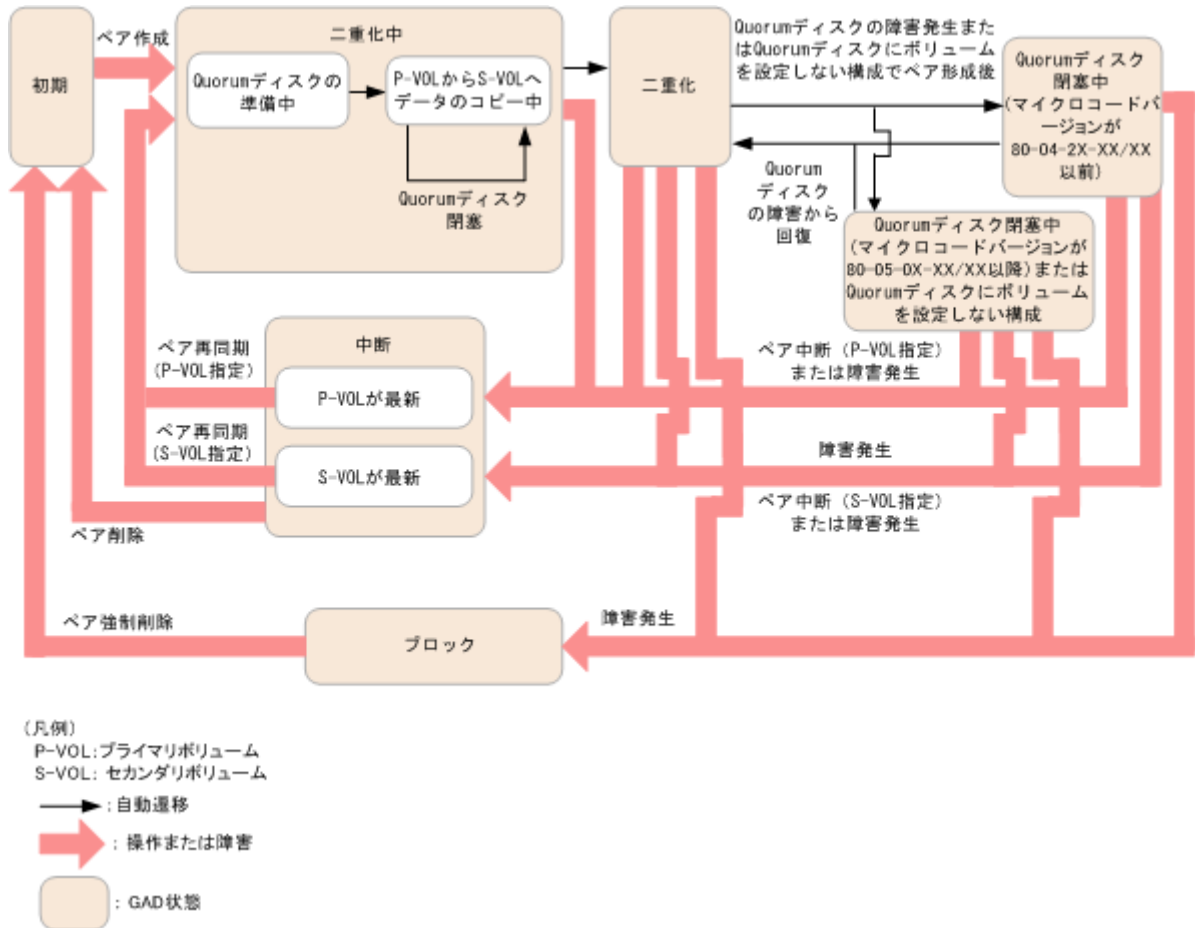 初期
ペア作成
二重化中
Quorumディスクの
準備中
P-VOLからS-VOLへ
データのコピー中
Quorumディスク
閉塞
二重化
Quorumディスクの障害発生また
はQuorumディスクにボリューム
を設定しない構成でペア形成後
Quorumディスク
閉塞中
(マイクロコードバ
ージョンが
80-04-2X-XX/XX
以前)
Quorum
ディスク
の障害から
回復
Quorumディスク閉塞中
(マイクロコードバージョンが
80-05-0X-XX/XX以降)または
Quorumディスクにボリューム
を設定しない構成
ペア再同期
(P-VOL指定)
中断
P-VOLが最新
ペア中断 (P-VOL指定)
または障害発生
ペア再同期
(S-VOL指定)
S-VOLが最新
障害発生
ペア中断 (S-VOL指定)
または障害発生
ペア削除
ペア強制削除
ブロック
障害発生
(凡例)
P-VOL:プライマリボリューム
S-VOL: セカンダリボリューム
:自動遷移
: 操作または障害
: GAD状態